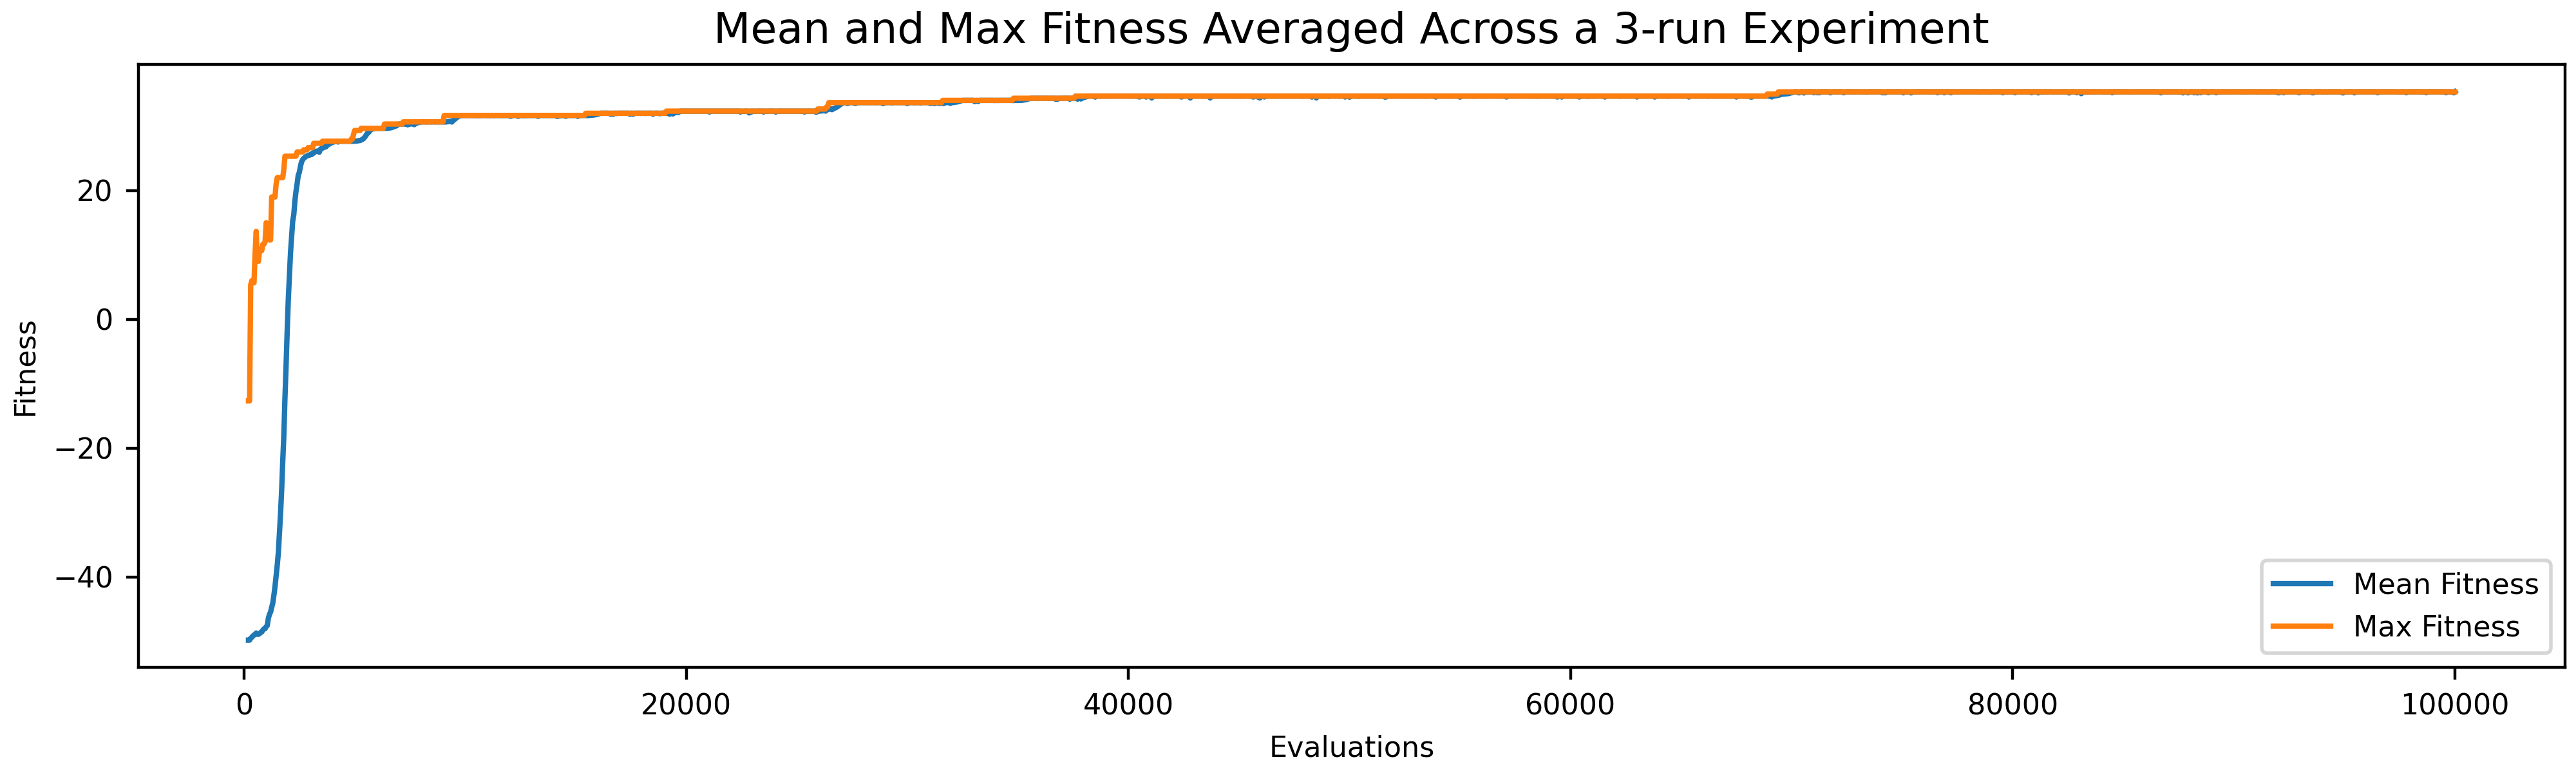 Mean and Max Fitness Averaged Across a 3-run Experiment
Fitness
20
0
−20
−40
0 20000 40000 60000 80000 100000
Evaluations
Mean Fitness
Max Fitness